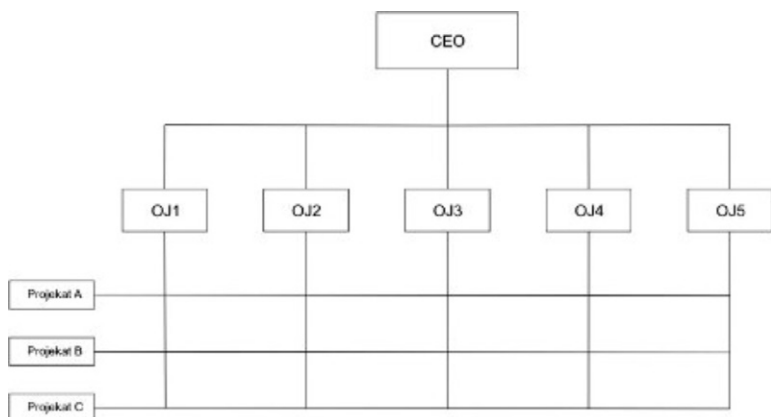 CEO
OJ1
OJ2
OJ3
OJ4
OJ5
Projekat A
Projekat B
Projekat C